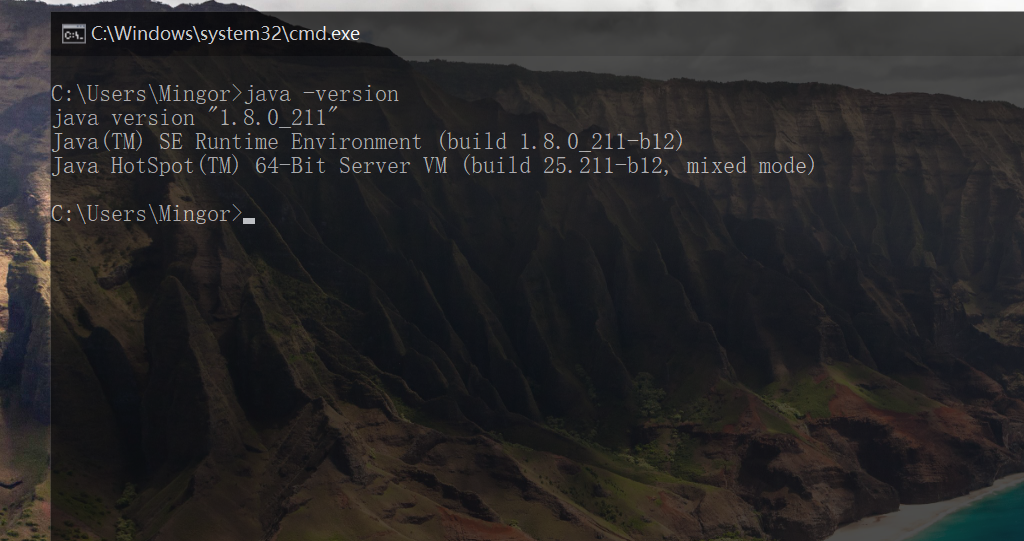 C:\Windows\system32\cmd.exe
C:\Users\Mingor>java -version
java version "1.8.0_211"
Java(TM) SE Runtime Environment (build 1.8.0_211-b12)
Java HotSpot(TM) 64-Bit Server VM (build 25.211-b12, mixed mode)
C:\Users\Mingor>